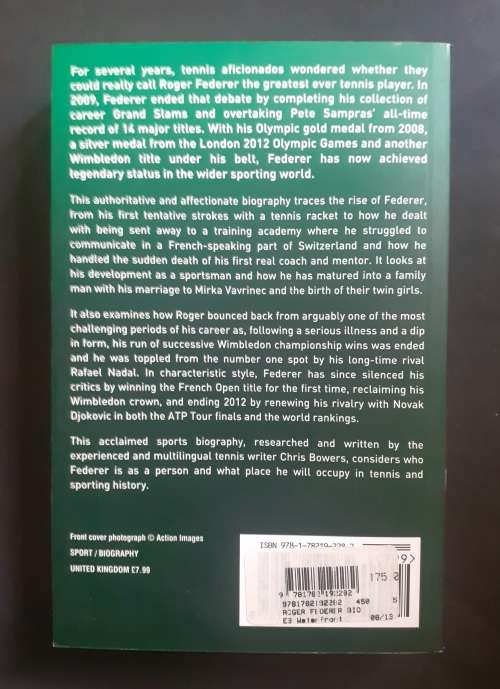 For several years, tennis aficionados wondered whether they
could really call Roger Federer the greatest ever tennis player. In
2009, Federer ended that debate by completing his collection of
career Grand Slams and overtaking Pete Sampras' all-time
record of 14 major titles. With his Olympic gold medal from 2008,
a silver medal from the London 2012 Olympic Games and another
Wimbledon title under his belt, Federer has now achieved
legendary status in the wider sporting world.
This authoritative and affectionate biography traces the rise of Federer,
from his first tentative strokes with a tennis racket to how he dealt
with being sent away to a training academy where he struggled to
communicate in a French-speaking part of Switzerland and how he
handled the sudden death of his first real coach and mentor. It looks at
his development as a sportsman and how he has matured into a family
man with his marriage to Mirka Vavrinec and the birth of their twin girls.
It also examines how Roger bounced back from arguably one of the most
challenging periods of his career as, following a serious illness and a dip
in form, his run of successive Wimbledon championship wins was ended
and he was toppled from the number one spot by his long-time rival
Rafael Nadal. In characteristic style, Federer has since silenced his
critics by winning the French Open title for the first time, reclaiming his
Wimbledon crown, and ending 2012 by renewing his rivalry with Novak
Djokovic in both the ATP Tour finals and the world rankings.
This acclaimed sports biography, researched and written by the
experienced and multilingual tennis writer Chris Bowers, considers who
Federer is as a person and what place he will occupy in tennis and
sporting history.
Front cover photograph © Action Images
SPORT / BIOGRAPHY
UNITED KINGDOM £7.99
ISBN
175.0
450 5
ROGER FEDERER BIO
E3 Waterfront 08/13